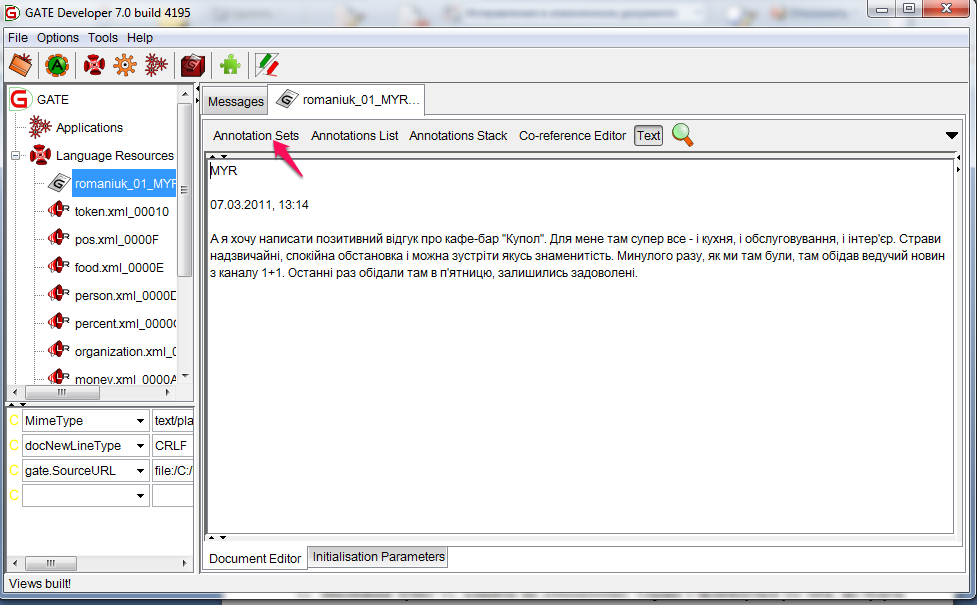 GATE Developer 7.0 build 4195
File Options Tools Help
GATE
Applications
Language Resources
romaniuk_01_MYR
token.xml_00010
pos.xml_0000F
food.xml_0000E
person.xml_0000D
percent.xml_0000C
organization.xml_0
money.xml_0000A
MimeType text/pla
docNewLineType CRLF
gate.SourceURL file:/C:/
Messages romaniuk_01_MYR...
Annotation Sets Annotations List Annotations Stack Co-reference Editor Text
MYR
07.03.2011, 13:14
А я хочу написати позитивний відгук про кафе-бар "Купол". Для мене там супер все - і кухня, і обслуговування, і інтер'єр. Страви
надзвичайні, спокійна обстановка і можна зустріти якусь знаменитість. Минулого разу, як ми там були, там обідав ведучий новин
з каналу 1+1. Останні раз обідали там в п'ятницю, залишились задоволені.
Document Editor Initialisation Parameters
Views built!